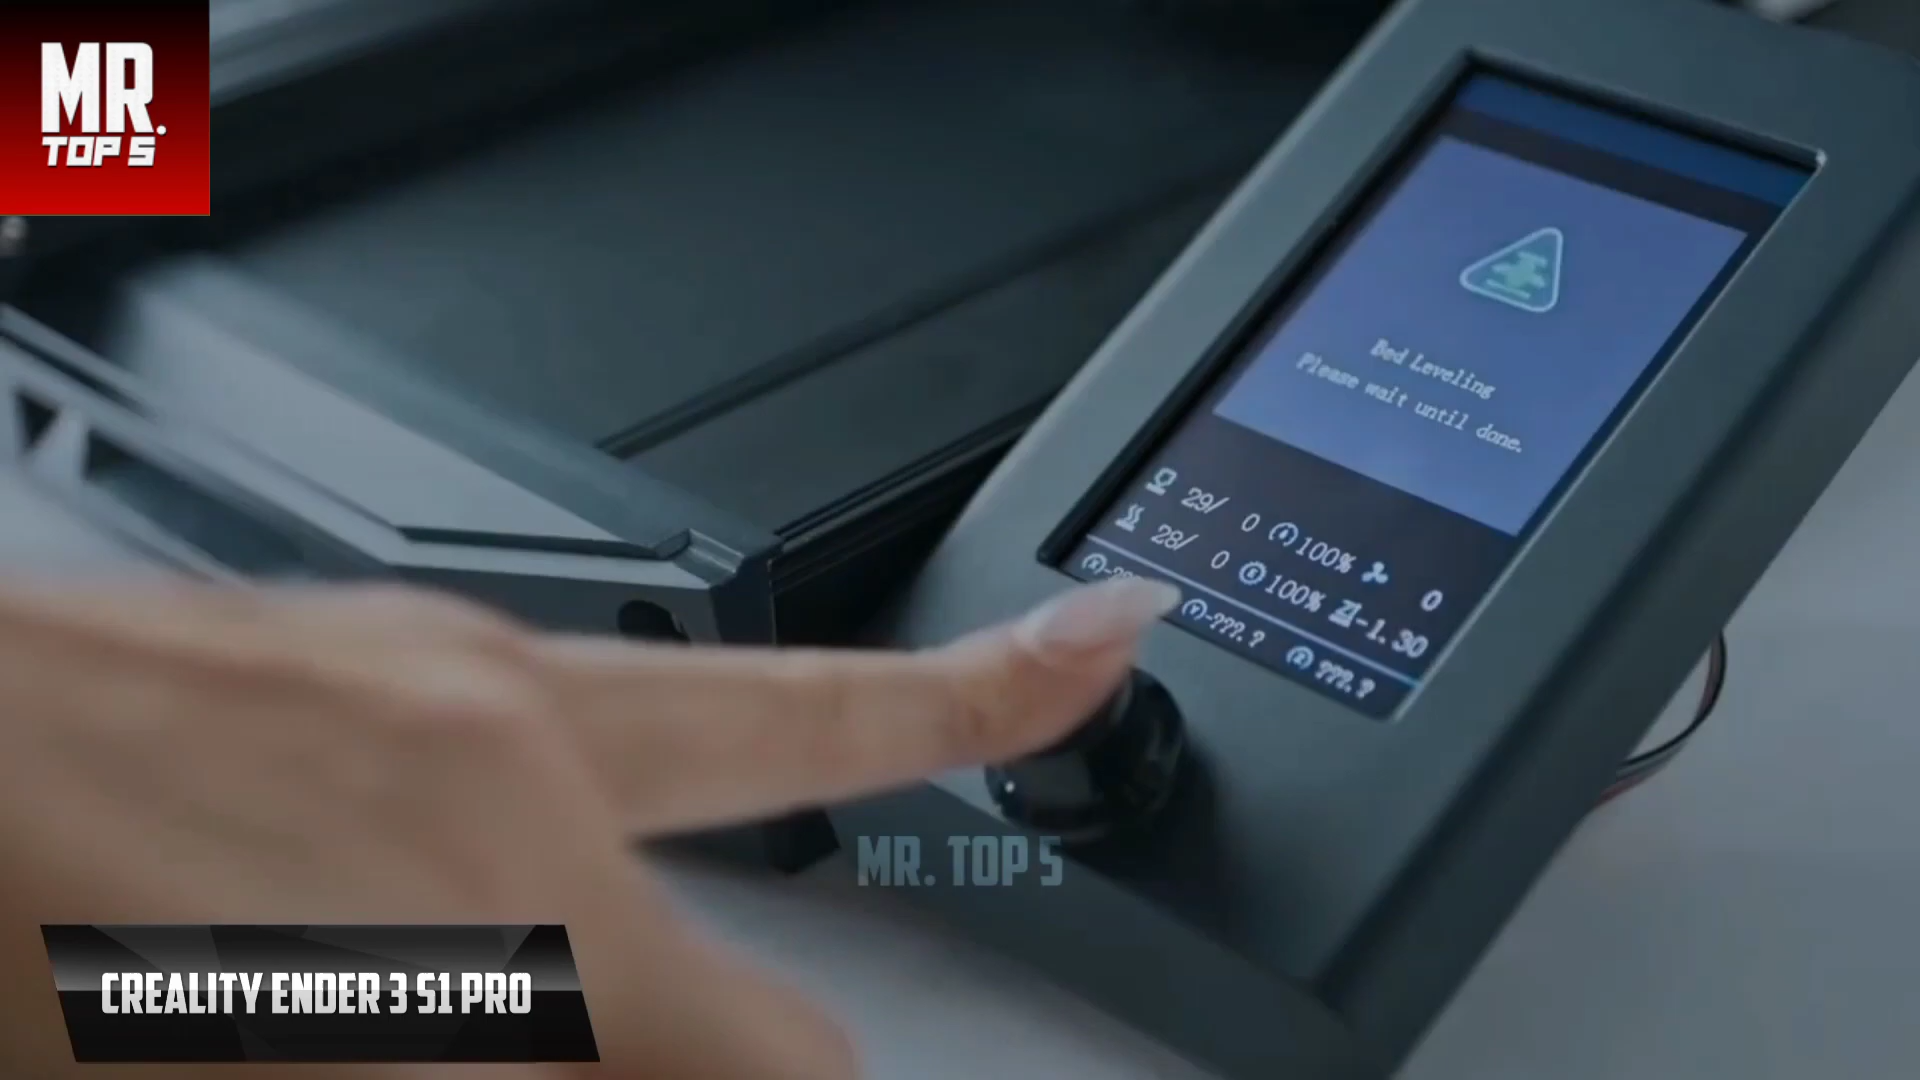 MR.
TOP 5
Bed Leveling
Please wait until done.
29/ 0 100% 0
28/ 0 100% Z -1.30
X -??? Y -???.? Z ???.?
MR. TOP 5
CREALITY ENDER 3 S1 PRO